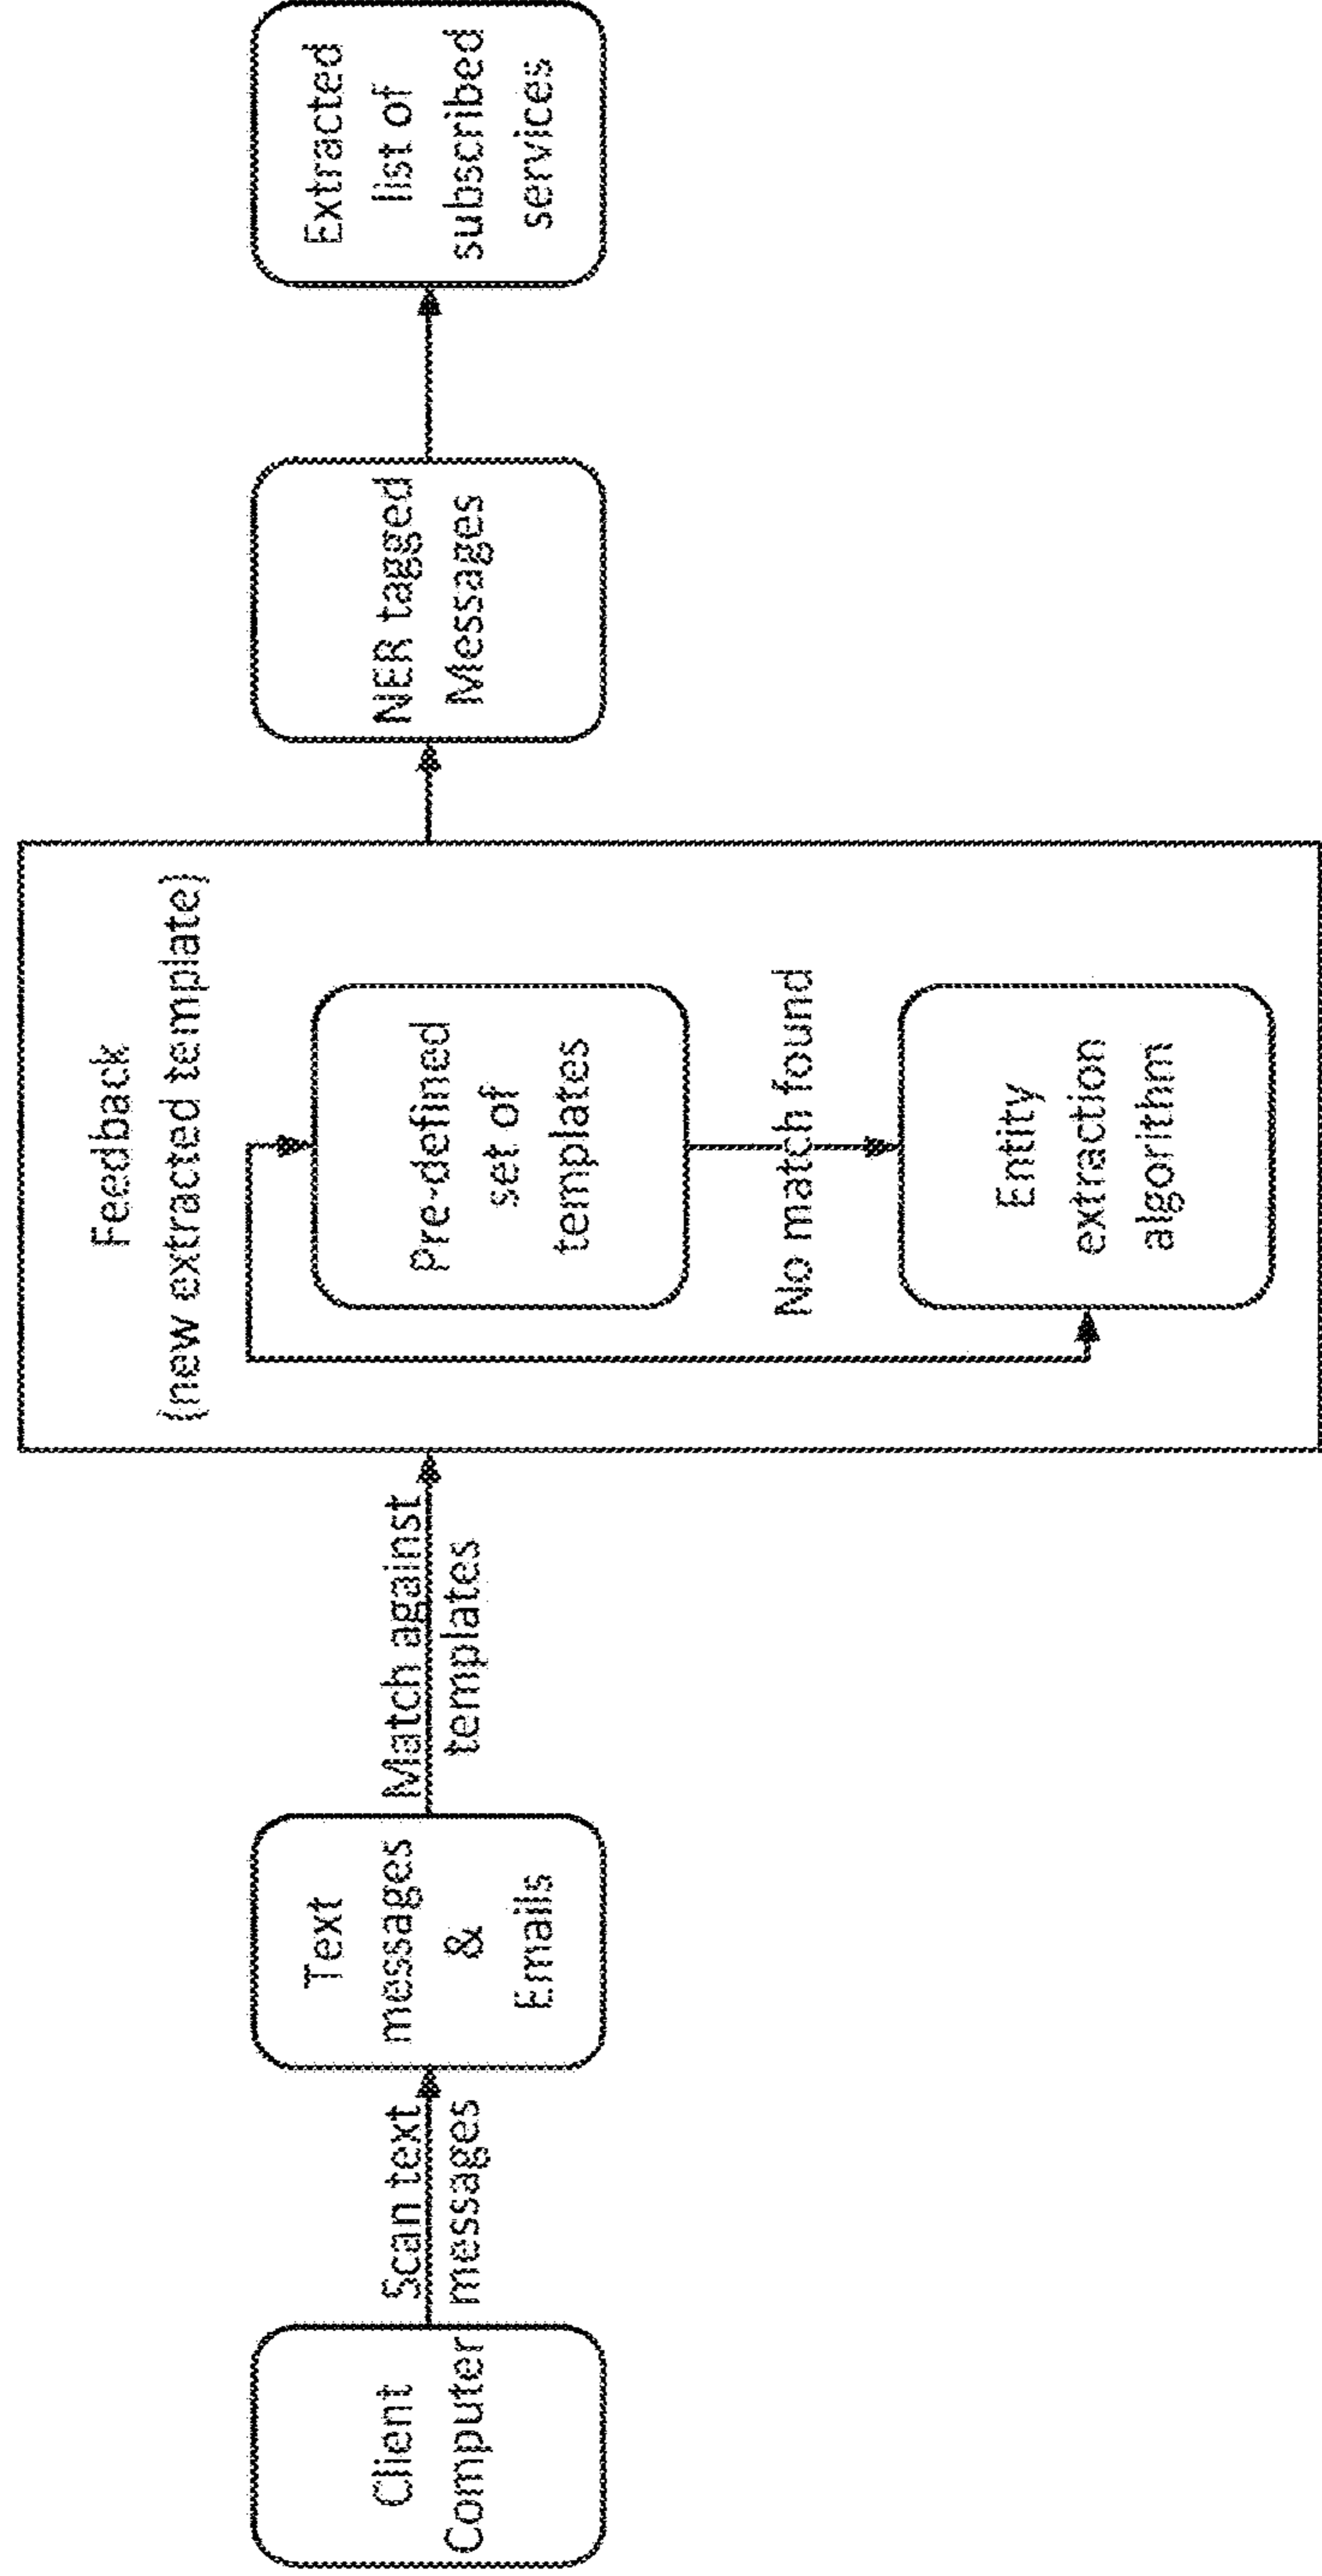 Client
Computer
Scan text
messages
Text
messages
&
Emails
Match against
templates
Feedback
(new extracted template)
Pre-defined
set of
templates
No match found
Entity
extraction
algorithm
NER tagged
Messages
Extracted
list of
subscribed
services